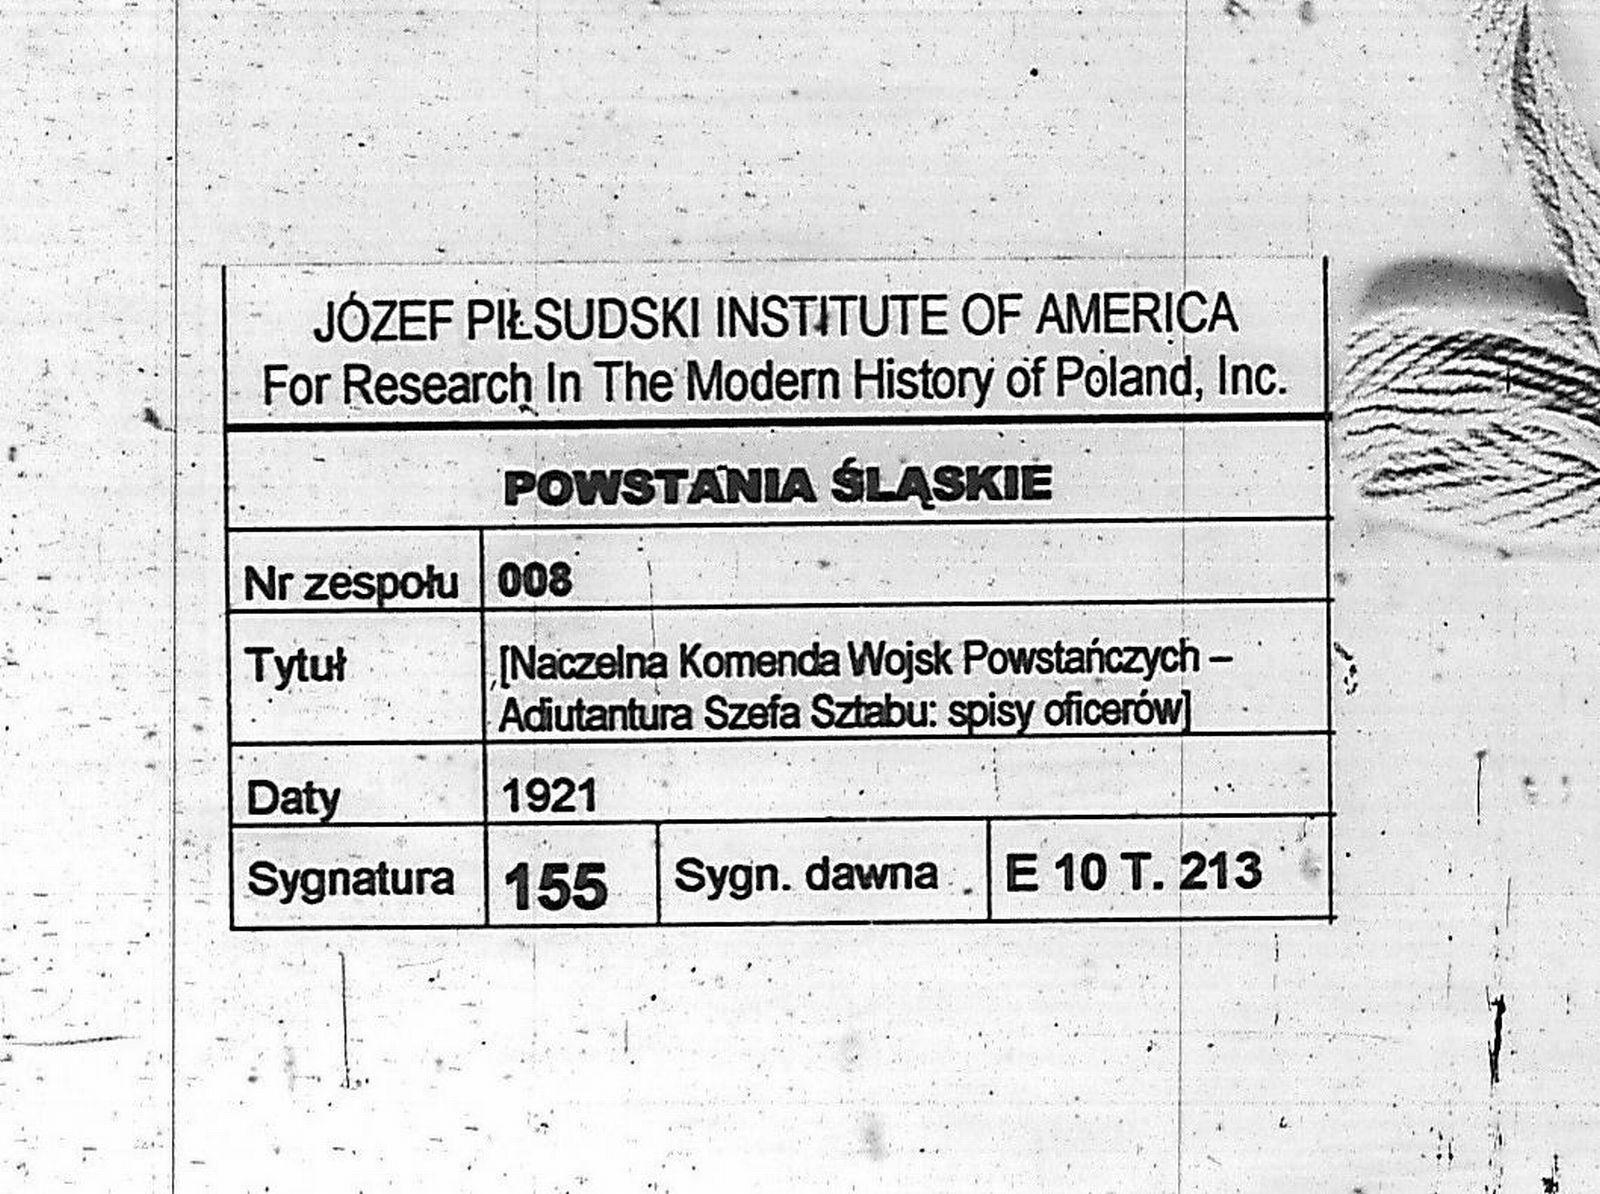 JÓZEF PIŁSUDSKI INSTITUTE OF AMERICA
For Research In The Modern History of Poland, Inc.
POWSTANIA ŚLĄSKIE
Nr zespołu 008
Tytuł [Naczelna Komenda Wojsk Powstańczych –
Adiutantura Szefa Sztabu: spisy oficerów]
Daty 1921
Sygnatura 155 Sygn. dawna E 10 T. 213